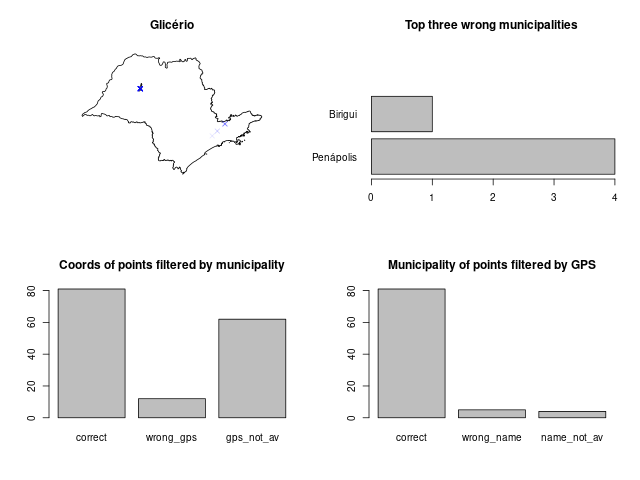 Glicério
Top three wrong municipalities
Birigui
Penápolis
0 1 2 3 4
Coords of points filtered by municipality
80
60
40
20
0
correct wrong_gps gps_not_av
Municipality of points filtered by GPS
80
60
40
20
0
correct wrong_name name_not_av